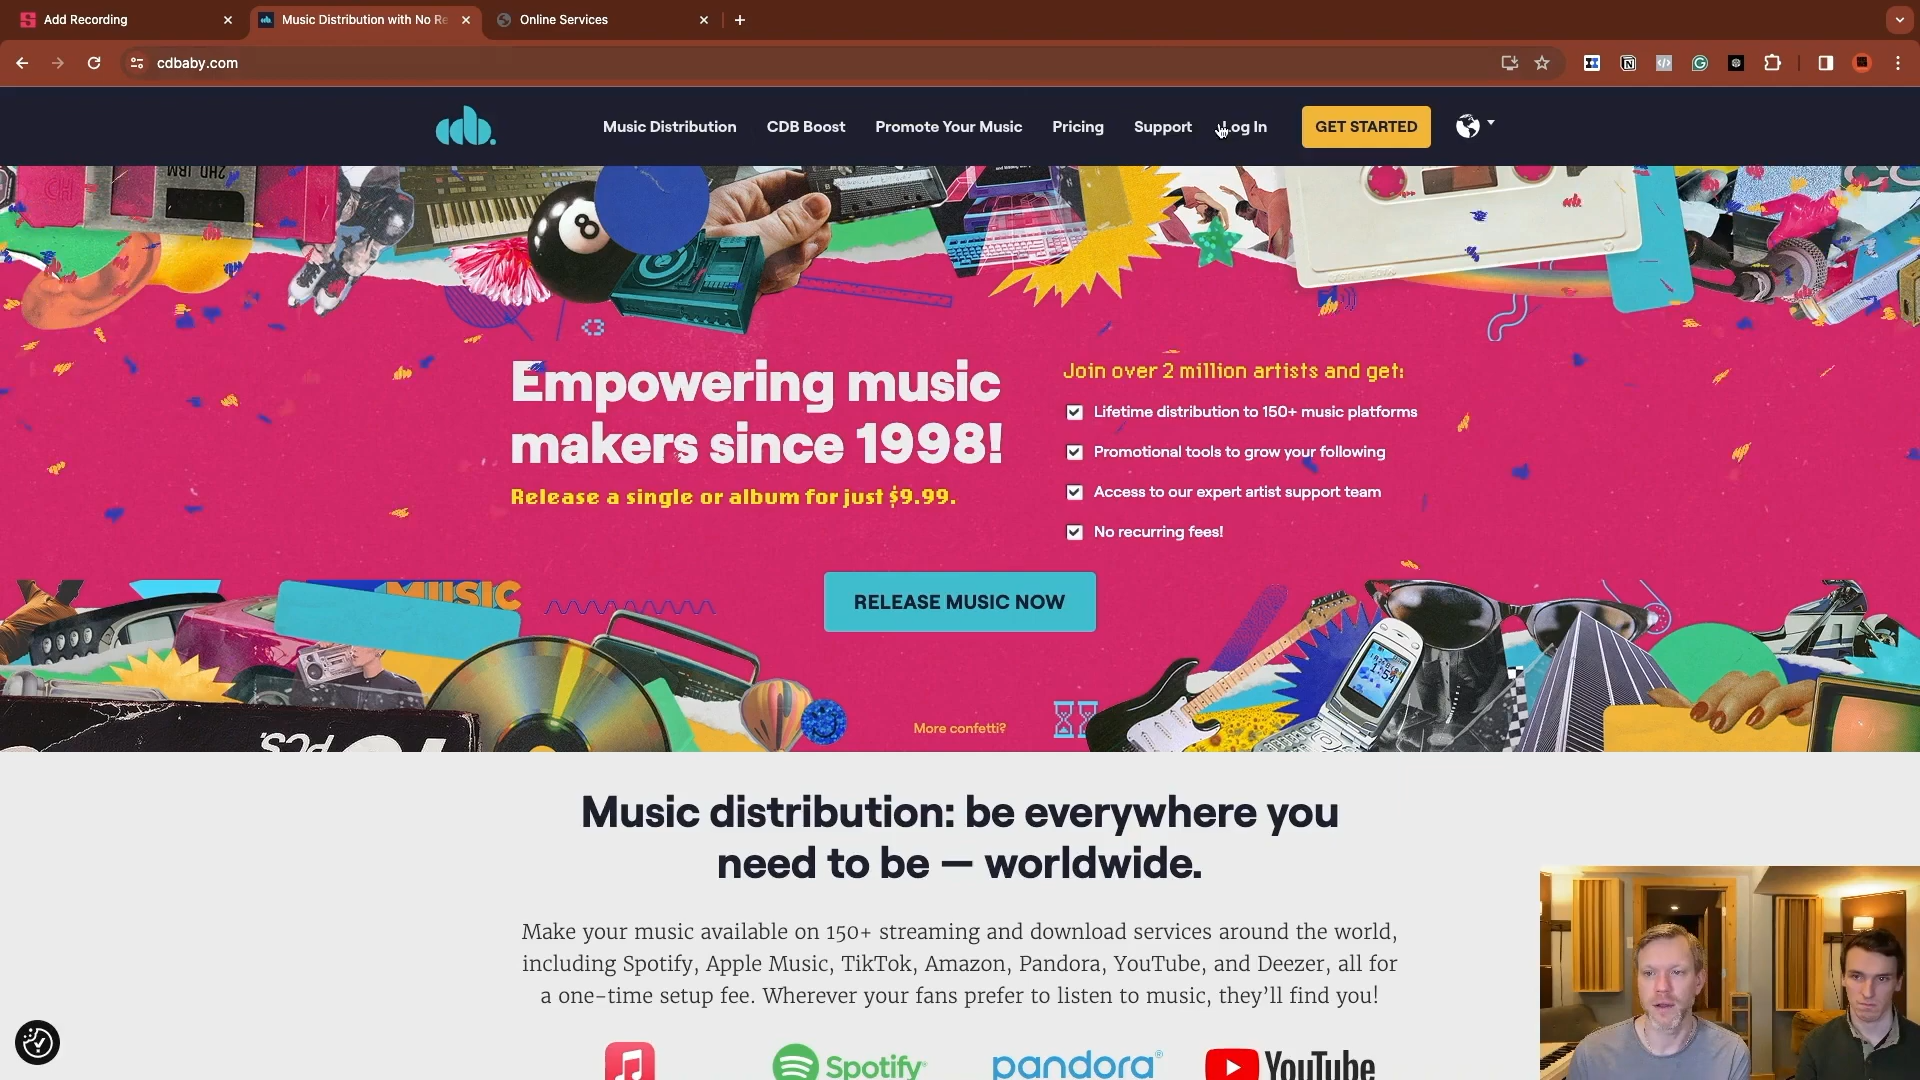 Add Recording
Music Distribution with No Re
Online Services
cdbaby.com
cdb.
Music Distribution
CDB Boost
Promote Your Music
Pricing
Support
Log In
GET STARTED
2HD IBM
Empowering music
makers since 1998!
Release a single or album for just $9.99.
Join over 2 million artists and get:
Lifetime distribution to 150+ music platforms
Promotional tools to grow your following
Access to our expert artist support team
No recurring fees!
RELEASE MUSIC NOW
MUSIC
More confetti?
Music distribution: be everywhere you
need to be — worldwide.
Make your music available on 150+ streaming and download services around the world,
including Spotify, Apple Music, TikTok, Amazon, Pandora, YouTube, and Deezer, all for
a one-time setup fee. Wherever your fans prefer to listen to music, they’ll find you!
Spotify
pandora
YouTube